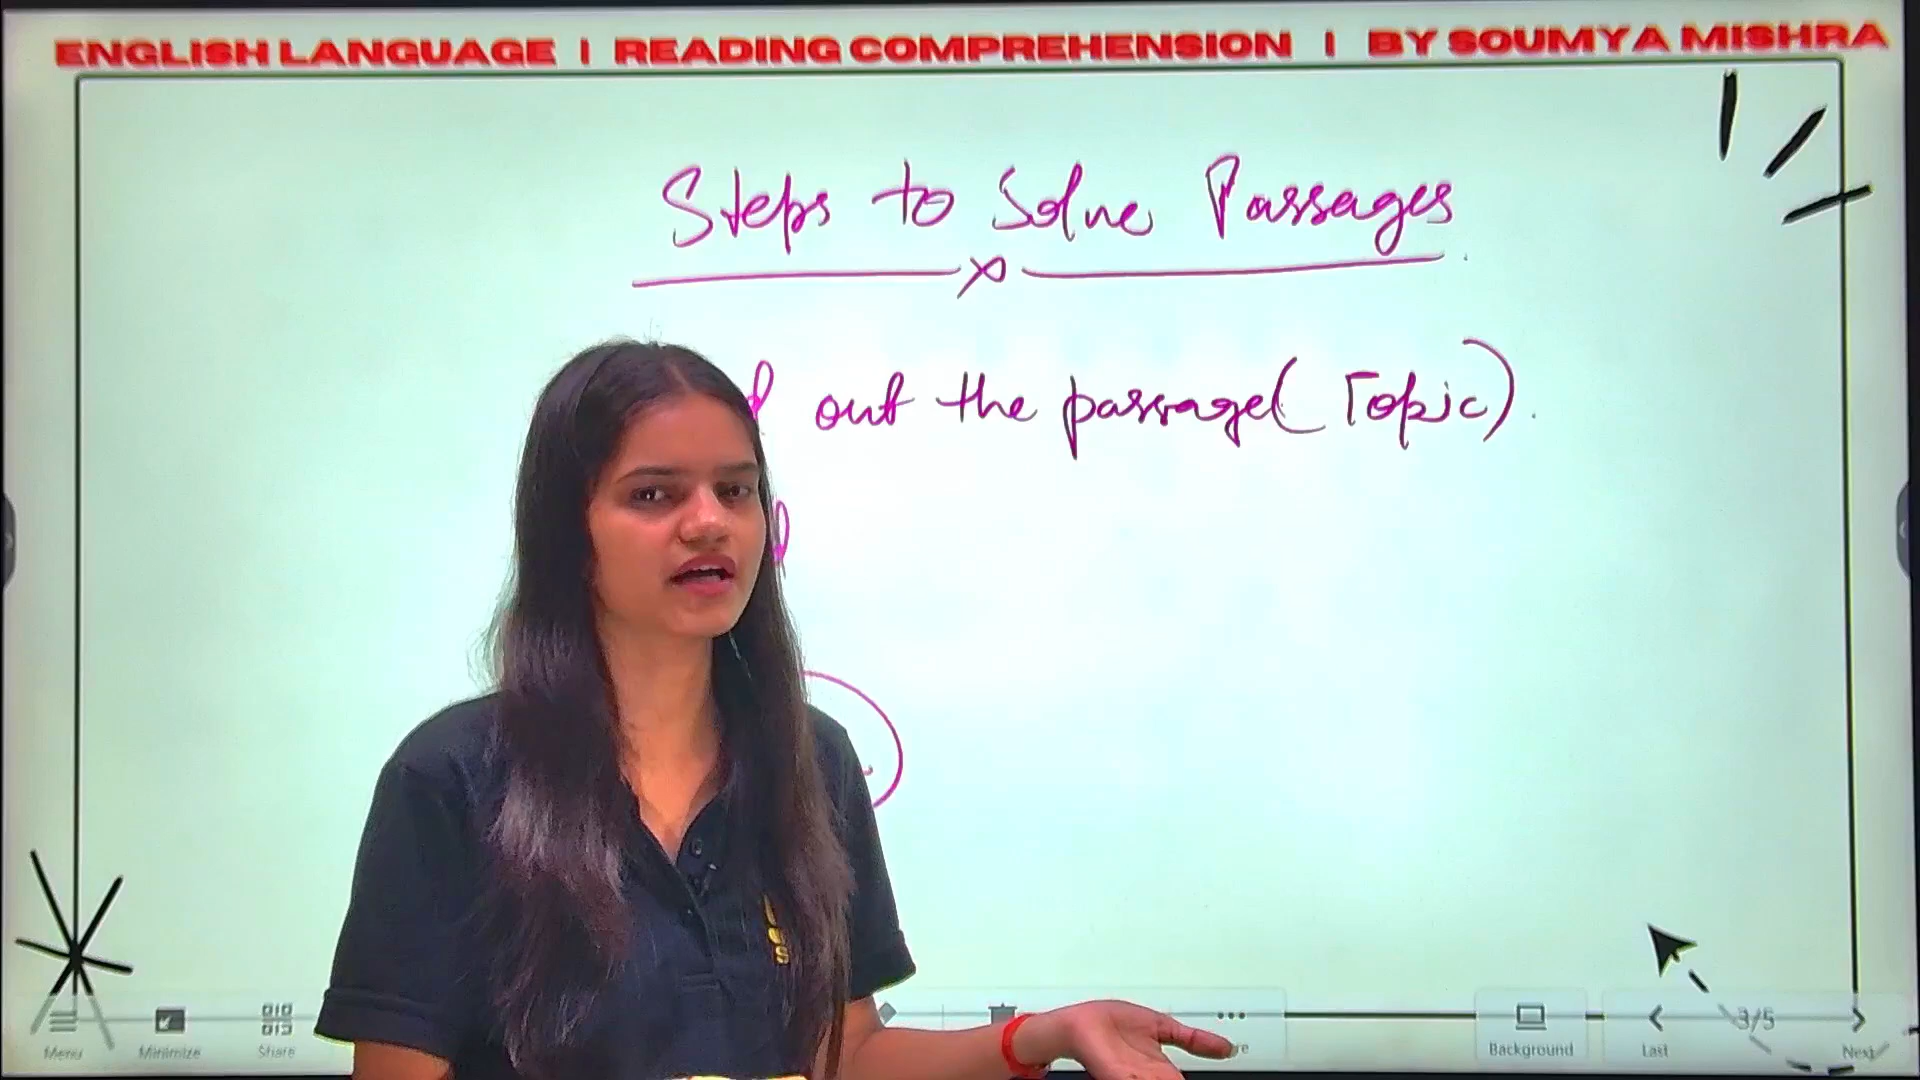 ENGLISH LANGUAGE | READING COMPREHENSION | BY SOUMYA MISHRA
Steps to Solve Passages
out the passage( Topic).
Menu
Minimize
Share
Background
Last
3/5
Next